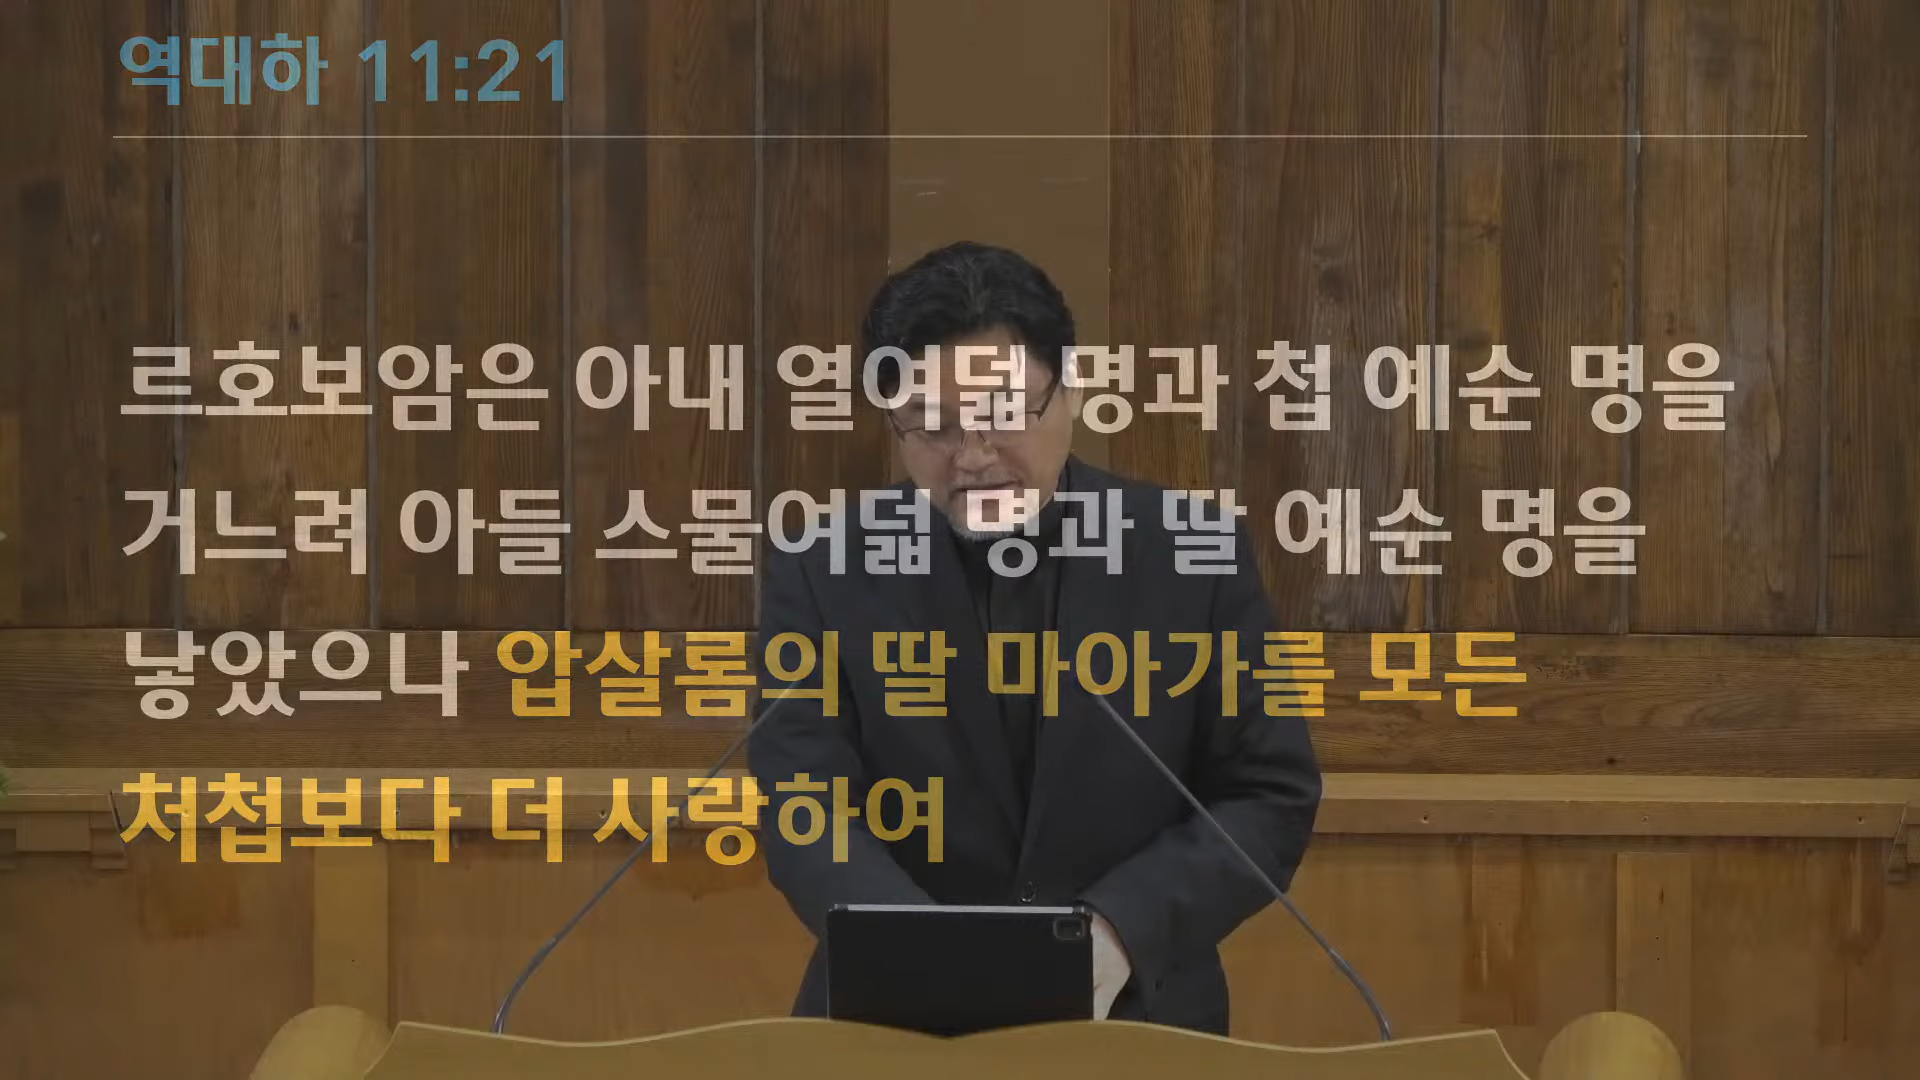 역대하 11:21
르호보암은 아내 열여덟 명과 첩 예순 명을
거느려 아들 스물여덟 명과 딸 예순 명을
낳았으나 압살롬의 딸 마아가를 모든
처첩보다 더 사랑하여